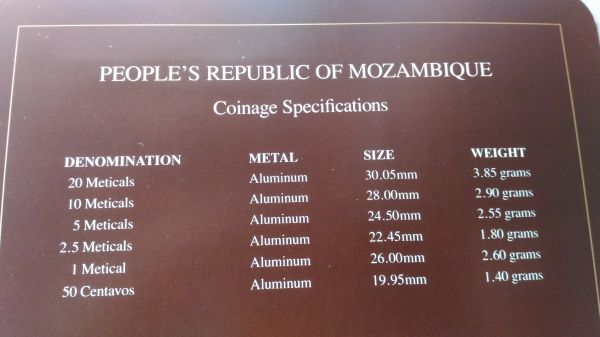 PEOPLE'S REPUBLIC OF MOZAMBIQUE
Coinage Specifications
DENOMINATION METAL SIZE WEIGHT
20 Meticals Aluminum 30.05mm 3.85 grams
10 Meticals Aluminum 28.00mm 2.90 grams
5 Meticals Aluminum 24.50mm 2.55 grams
2.5 Meticals Aluminum 22.45mm 1.80 grams
1 Metical Aluminum 26.00mm 2.60 grams
50 Centavos Aluminum 19.95mm 1.40 grams